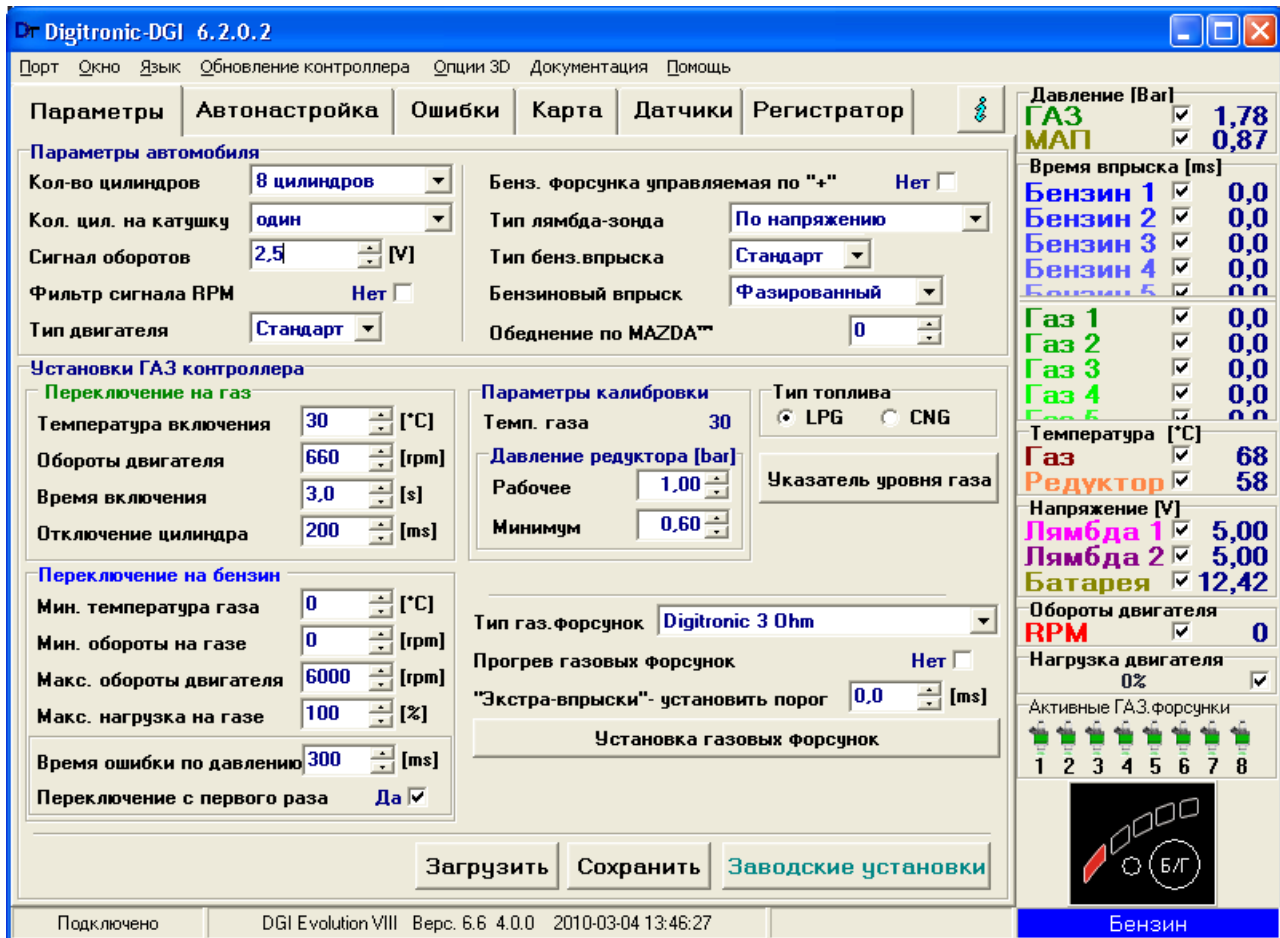 Digitronic-DGI 6.2.0.2
Порт Окно Язык Обновление контроллера Опции 3D Документация Помощь
Параметры Автонастройка Ошибки Карта Датчики Регистратор
Параметры автомобиля
Кол-во цилиндров 8 цилиндров
Кол. цил. на катушку один
Сигнал оборотов 2,5 [V]
Фильтр сигнала RPM Нет
Тип двигателя Стандарт
Бенз. форсунка управляемая по "+" Нет
Тип лямбда-зонда По напряжению
Тип бенз.впрыска Стандарт
Бензиновый впрыск Фазированный
Обеднение по MAZDA™ 0
Установки ГАЗ контроллера
Переключение на газ
Температура включения 30 [°C]
Обороты двигателя 660 [rpm]
Время включения 3,0 [s]
Отключение цилиндра 200 [ms]
Параметры калибровки
Темп. газа 30
Давление редуктора [bar]
Рабочее 1,00
Минимум 0,60
Тип топлива
LPG CNG
Указатель уровня газа
Переключение на бензин
Мин. температура газа 0 [°C]
Мин. обороты на газе 0 [rpm]
Макс. обороты двигателя 6000 [rpm]
Макс. нагрузка на газе 100 [%]
Время ошибки по давлению 300 [ms]
Переключение с первого раза Да
Тип газ.форсунок Digitronic 3 Ohm
Прогрев газовых форсунок Нет
"Экстра-впрыски"- установить порог 0,0 [ms]
Установка газовых форсунок
Загрузить Сохранить Заводские установки
Давление [Bar]
ГАЗ 1,78
МАП 0,87
Время впрыска [ms]
Бензин 1 0,0
Бензин 2 0,0
Бензин 3 0,0
Бензин 4 0,0
Бензин 5 0,0
Газ 1 0,0
Газ 2 0,0
Газ 3 0,0
Газ 4 0,0
Газ 5 0,0
Температура [°C]
Газ 68
Редуктор 58
Напряжение [V]
Лямбда 1 5,00
Лямбда 2 5,00
Батарея 12,42
Обороты двигателя
RPM 0
Нагрузка двигателя
0%
Активные ГАЗ.форсунки
1 2 3 4 5 6 7 8
Б/Г
Подключено DGI Evolution VIII Верс. 6.6 4.0.0 2010-03-04 13:46:27
Бензин